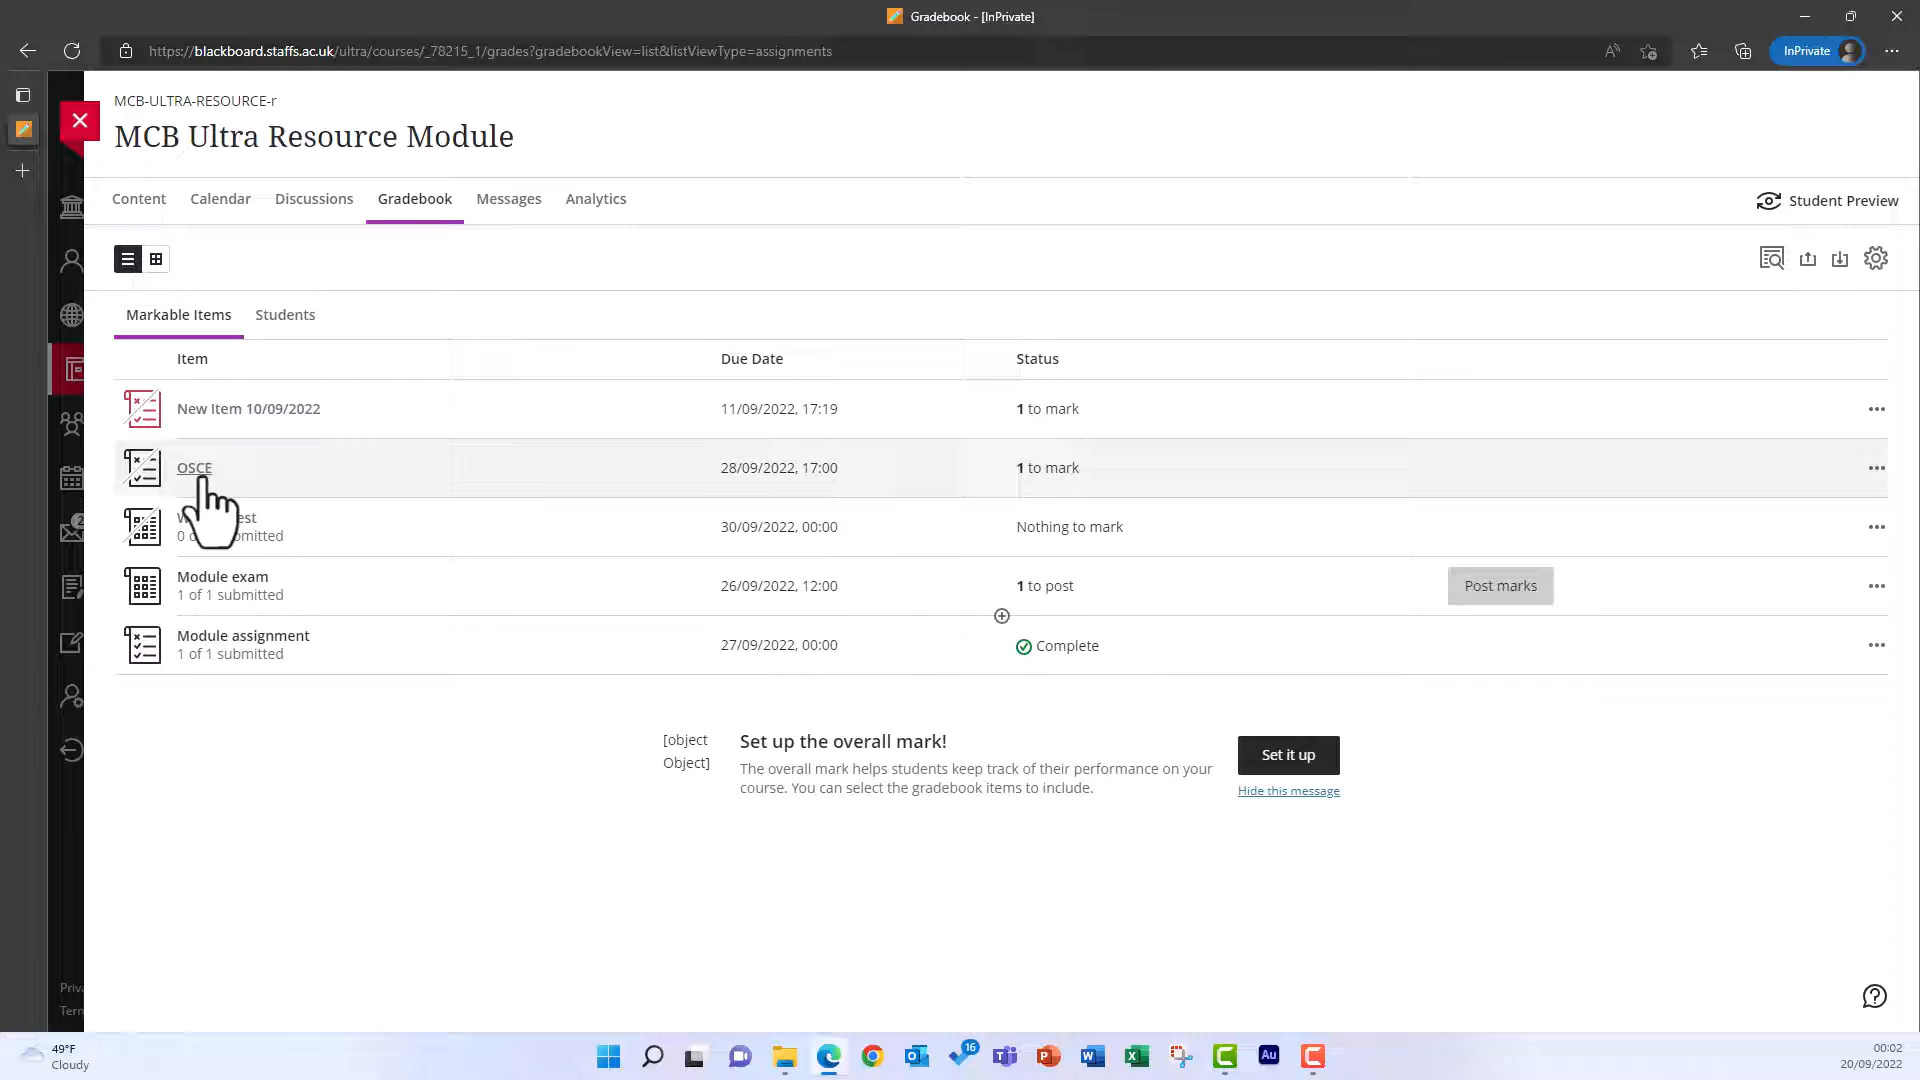 Gradebook - [InPrivate]
https://blackboard.staffs.ac.uk/ultra/courses/_78215_1/grades?gradebookView=list&listViewType=assignments
InPrivate
MCB-ULTRA-RESOURCE-r
MCB Ultra Resource Module
Content Calendar Discussions Gradebook Messages Analytics
Student Preview
Markable Items Students
Item Due Date Status
New Item 10/09/2022 11/09/2022, 17:19 1 to mark
OSCE 28/09/2022, 17:00 1 to mark
30/09/2022, 00:00 Nothing to mark
Module exam
1 of 1 submitted
26/09/2022, 12:00 1 to post Post marks
Module assignment
1 of 1 submitted
27/09/2022, 00:00 Complete
[object
Object]
Set up the overall mark!
The overall mark helps students keep track of their performance on your
course. You can select the gradebook items to include.
Set it up
Hide this message
2
49°F
Cloudy
16
Au
00:02
20/09/2022